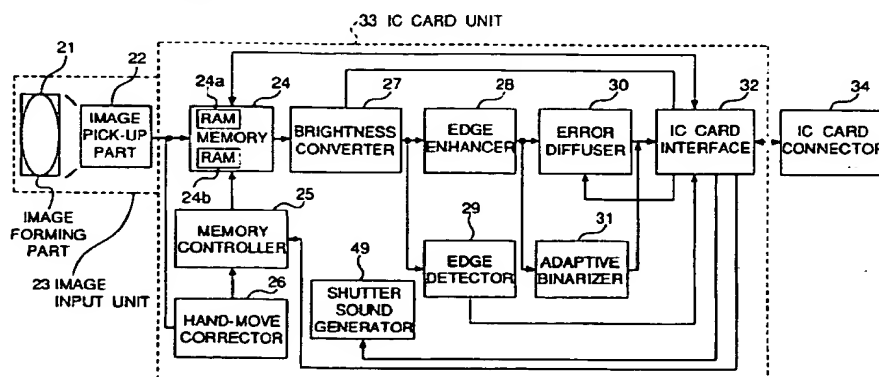 33 IC CARD UNIT
21
22
24a
24
27
28
30
32
34
IMAGE
PICK-UP
PART
RAM
MEMORY
RAM
BRIGHTNESS
CONVERTER
EDGE
ENHANCER
ERROR
DIFFUSER
IC CARD
INTERFACE
IC CARD
CONNECTOR
24b
25
IMAGE
FORMING
PART
MEMORY
CONTROLLER
49
29
EDGE
DETECTOR
31
ADAPTIVE
BINARIZER
23 IMAGE
INPUT UNIT
26
HAND-MOVE
CORRECTOR
SHUTTER
SOUND
GENERATOR